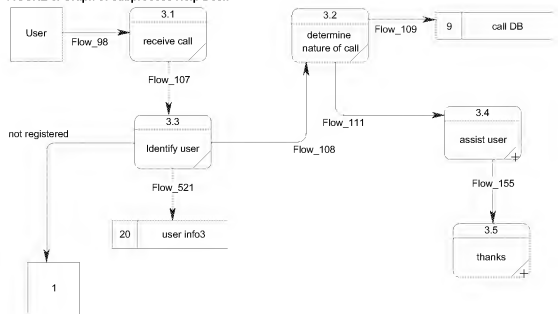 3.1
receive call
User
Flow_98
3.2
determine
nature of call
Flow_109
9 call DB
Flow_107
3.3
Identify user
not registered
Flow_108
Flow_111
3.4
assist user
Flow_521
Flow_155
20 user info3
3.5
thanks
1